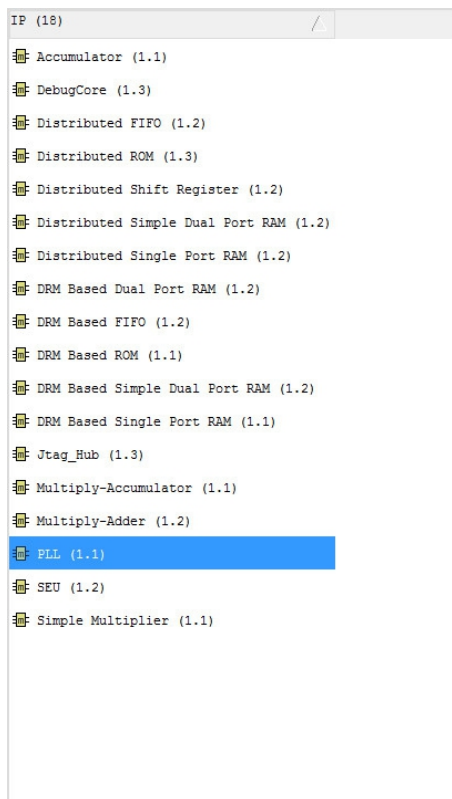 IP (18)
Accumulator (1.1)
DebugCore (1.3)
Distributed FIFO (1.2)
Distributed ROM (1.3)
Distributed Shift Register (1.2)
Distributed Simple Dual Port RAM (1.2)
Distributed Single Port RAM (1.2)
DRM Based Dual Port RAM (1.2)
DRM Based FIFO (1.2)
DRM Based ROM (1.1)
DRM Based Simple Dual Port RAM (1.2)
DRM Based Single Port RAM (1.1)
Jtag_Hub (1.3)
Multiply-Accumulator (1.1)
Multiply-Adder (1.2)
PLL (1.1)
SEU (1.2)
Simple Multiplier (1.1)